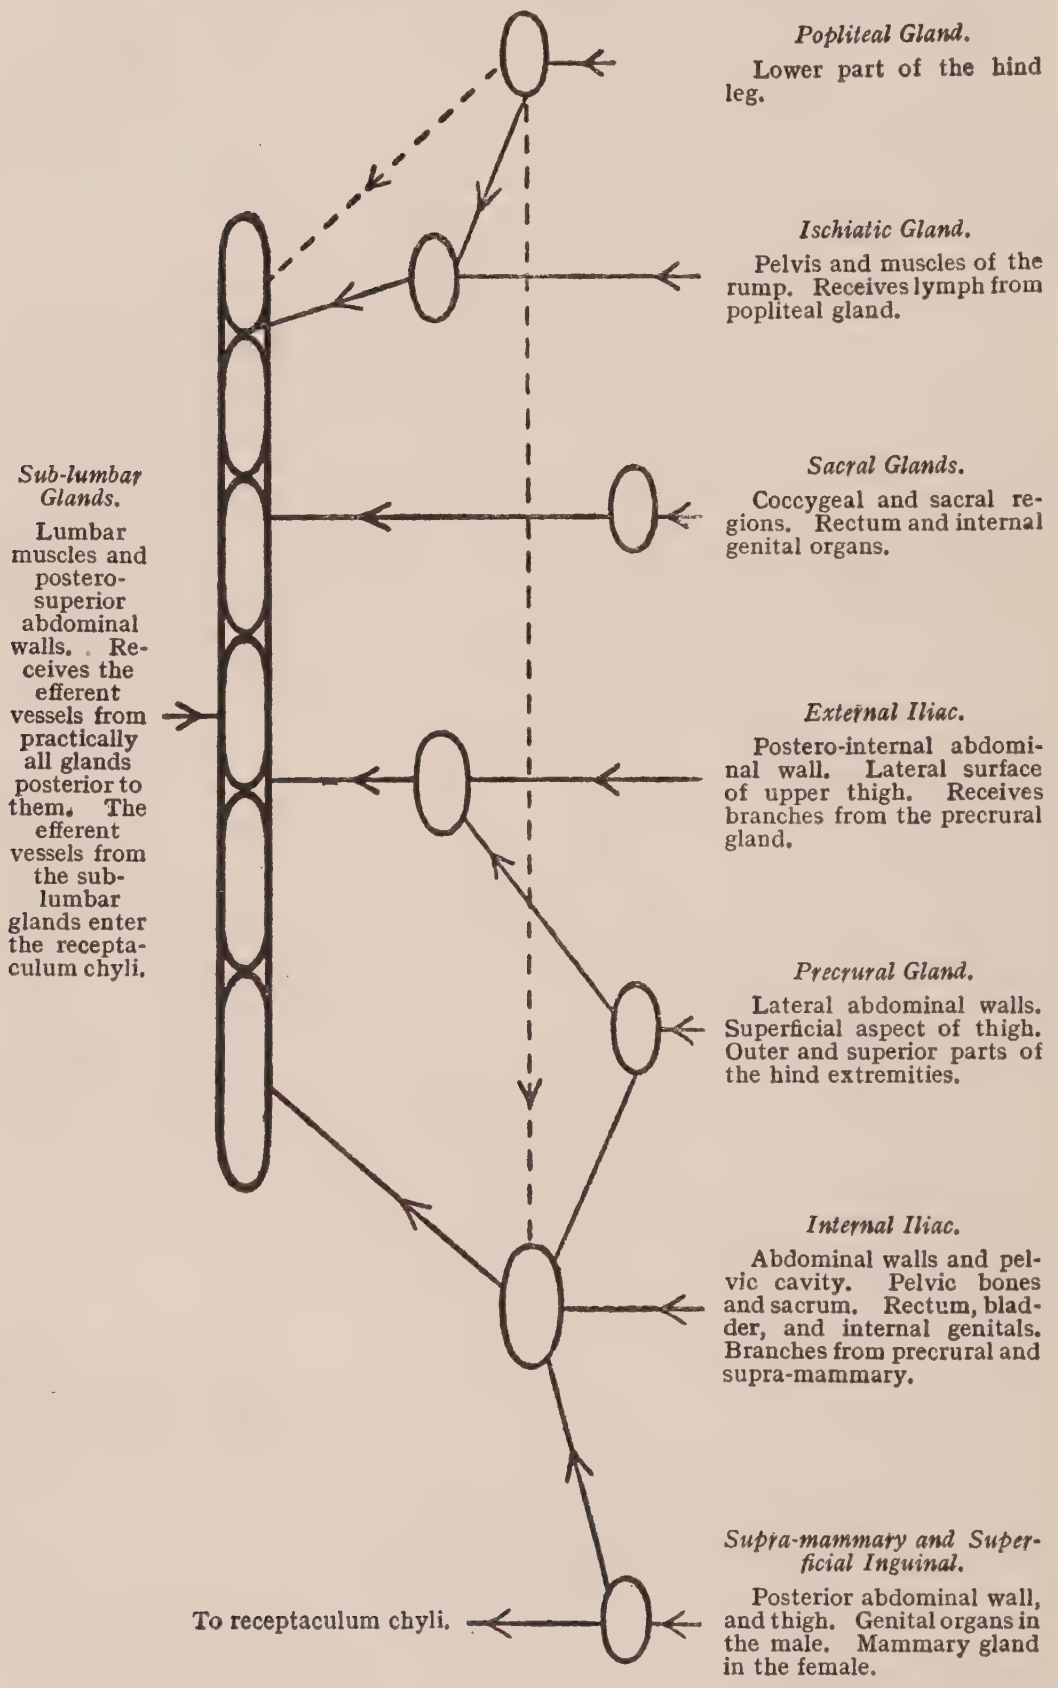 Popliteal Gland.
Lower part of the hind
leg.
Ischiatic Gland.
Pelvis and muscles of the
rump. Receives lymph from
popliteal gland.
Sub-lumbar
Glands.
Lumbar
muscles and
postero-
superior
abdominal
walls. Re-
ceives the
efferent
vessels from
practically
all glands
posterior to
them. The
efferent
vessels from
the sub-
lumbar
glands enter
the recepta-
culum chyli.
Sacral Glands.
Coccygeal and sacral re-
gions. Rectum and internal
genital organs.
External Iliac.
Postero-internal abdomi-
nal wall. Lateral surface
of upper thigh. Receives
branches from the precrural
gland.
Precrural Gland.
Lateral abdominal walls.
Superficial aspect of thigh.
Outer and superior parts of
the hind extremities.
Internal Iliac.
Abdominal walls and pel-
vic cavity. Pelvic bones
and sacrum. Rectum, blad-
der, and internal genitals.
Branches from precrural and
supra-mammary.
Supra-mammary and Super-
ficial Inguinal.
Posterior abdominal wall,
and thigh. Genital organs in
the male. Mammary gland
in the female.
To receptaculum chyli.